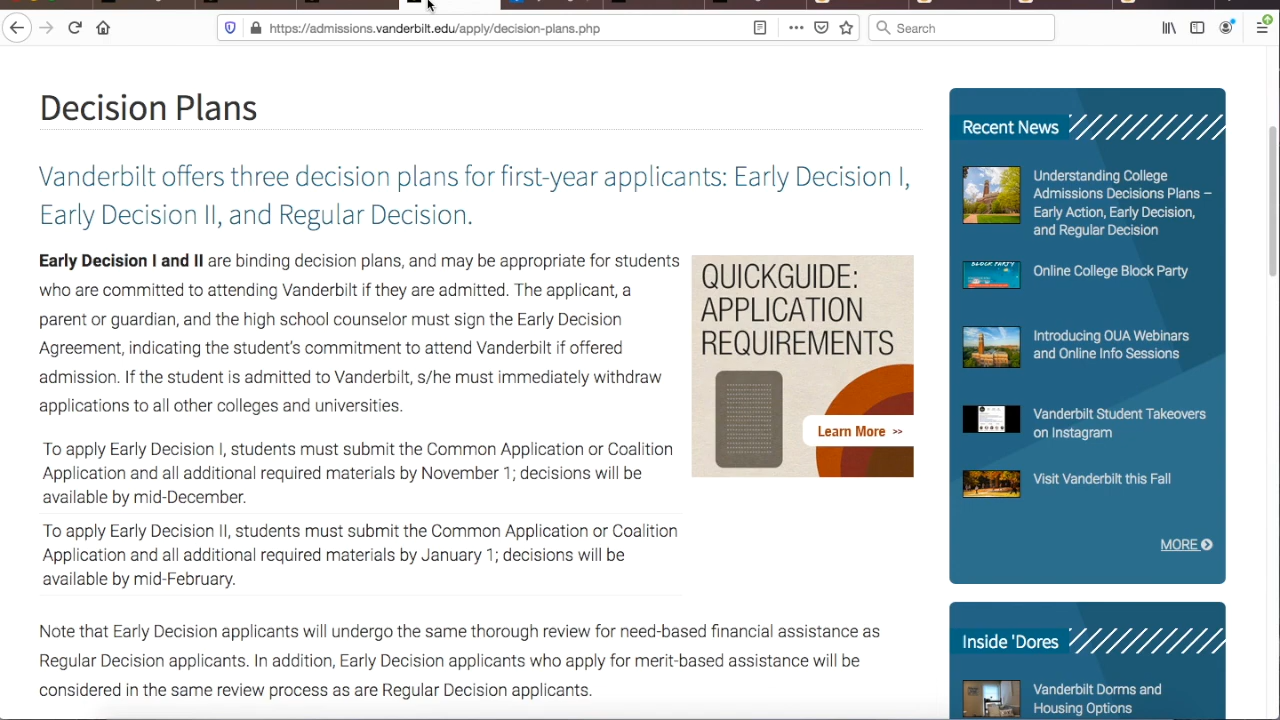 https://admissions.vanderbilt.edu/apply/decision-plans.php
Search
Decision Plans
Vanderbilt offers three decision plans for first-year applicants: Early Decision I,
Early Decision II, and Regular Decision.
Early Decision I and II are binding decision plans, and may be appropriate for students
who are committed to attending Vanderbilt if they are admitted. The applicant, a
parent or guardian, and the high school counselor must sign the Early Decision
Agreement, indicating the student's commitment to attend Vanderbilt if offered
admission. If the student is admitted to Vanderbilt, s/he must immediately withdraw
applications to all other colleges and universities.
To apply Early Decision I, students must submit the Common Application or Coalition
Application and all additional required materials by November 1; decisions will be
available by mid-December.
To apply Early Decision II, students must submit the Common Application or Coalition
Application and all additional required materials by January 1; decisions will be
available by mid-February.
Note that Early Decision applicants will undergo the same thorough review for need-based financial assistance as
Regular Decision applicants. In addition, Early Decision applicants who apply for merit-based assistance will be
considered in the same review process as are Regular Decision applicants.
QUICKGUIDE:
APPLICATION
REQUIREMENTS
Learn More >>
Recent News
Understanding College
Admissions Decisions Plans –
Early Action, Early Decision,
and Regular Decision
BLOCK PARTY
Online College Block Party
Introducing OUA Webinars
and Online Info Sessions
Vanderbilt Student Takeovers
on Instagram
Visit Vanderbilt this Fall
MORE
Inside 'Dores
Vanderbilt Dorms and
Housing Options